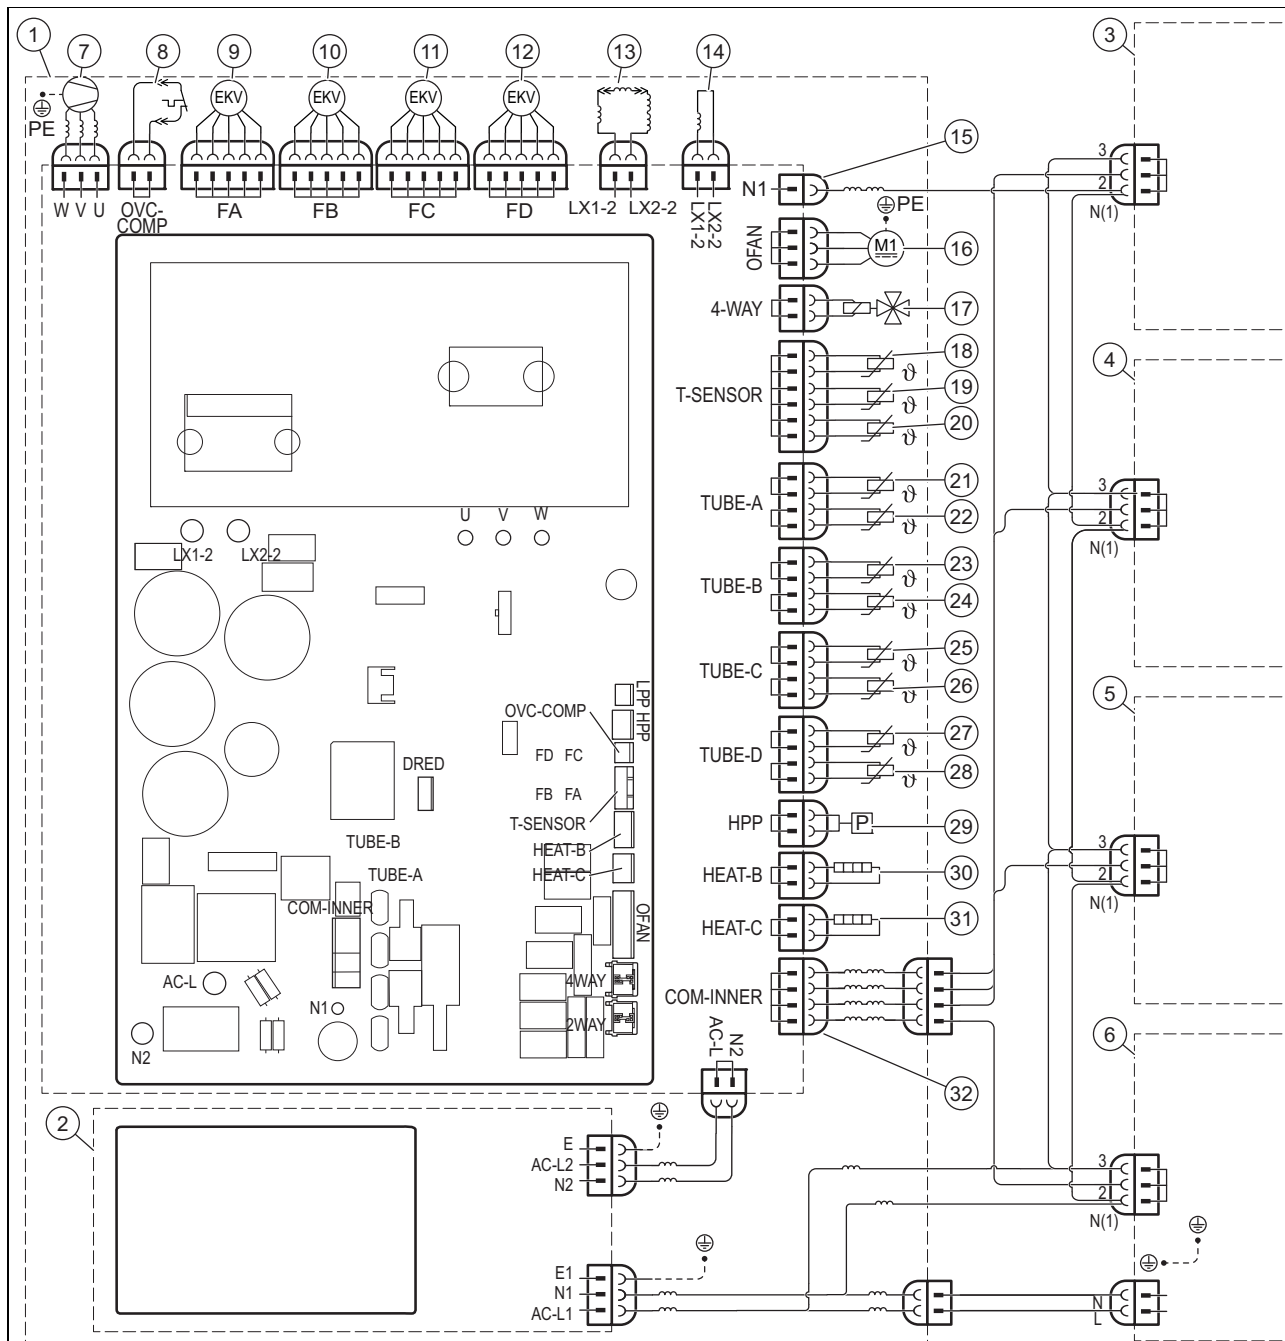 1 7 8 9 10 11 12 13 14 3
EKV EKV EKV EKV
PE
W V U OVC-COMP FA FB FC FD LX1-2 LX2-2 LX1-2 LX2-2
N1 15
3
2
N(1)
PE
OFAN M1 16
4-WAY 17
4
T-SENSOR
18 ϑ
19 ϑ
20 ϑ
TUBE-A
21 ϑ
22 ϑ
3
2
N(1)
U V W
LX1-2 LX2-2
TUBE-B
23 ϑ
24 ϑ
TUBE-C
25 ϑ
26 ϑ
5
LPP HPP
OVC-COMP
FD FC
DRED
FB FA
T-SENSOR
TUBE-B
HEAT-B
TUBE-A
HEAT-C
COM-INNER
OFAN
TUBE-D
27 ϑ
28 ϑ
HPP P 29
HEAT-B 30
HEAT-C 31
3
2
N(1)
AC-L
4WAY
COM-INNER
N1
2WAY
N2
AC-L N2
32
6
2
E
AC-L2
N2
3
2
N(1)
E1
N1
AC-L1
N
L